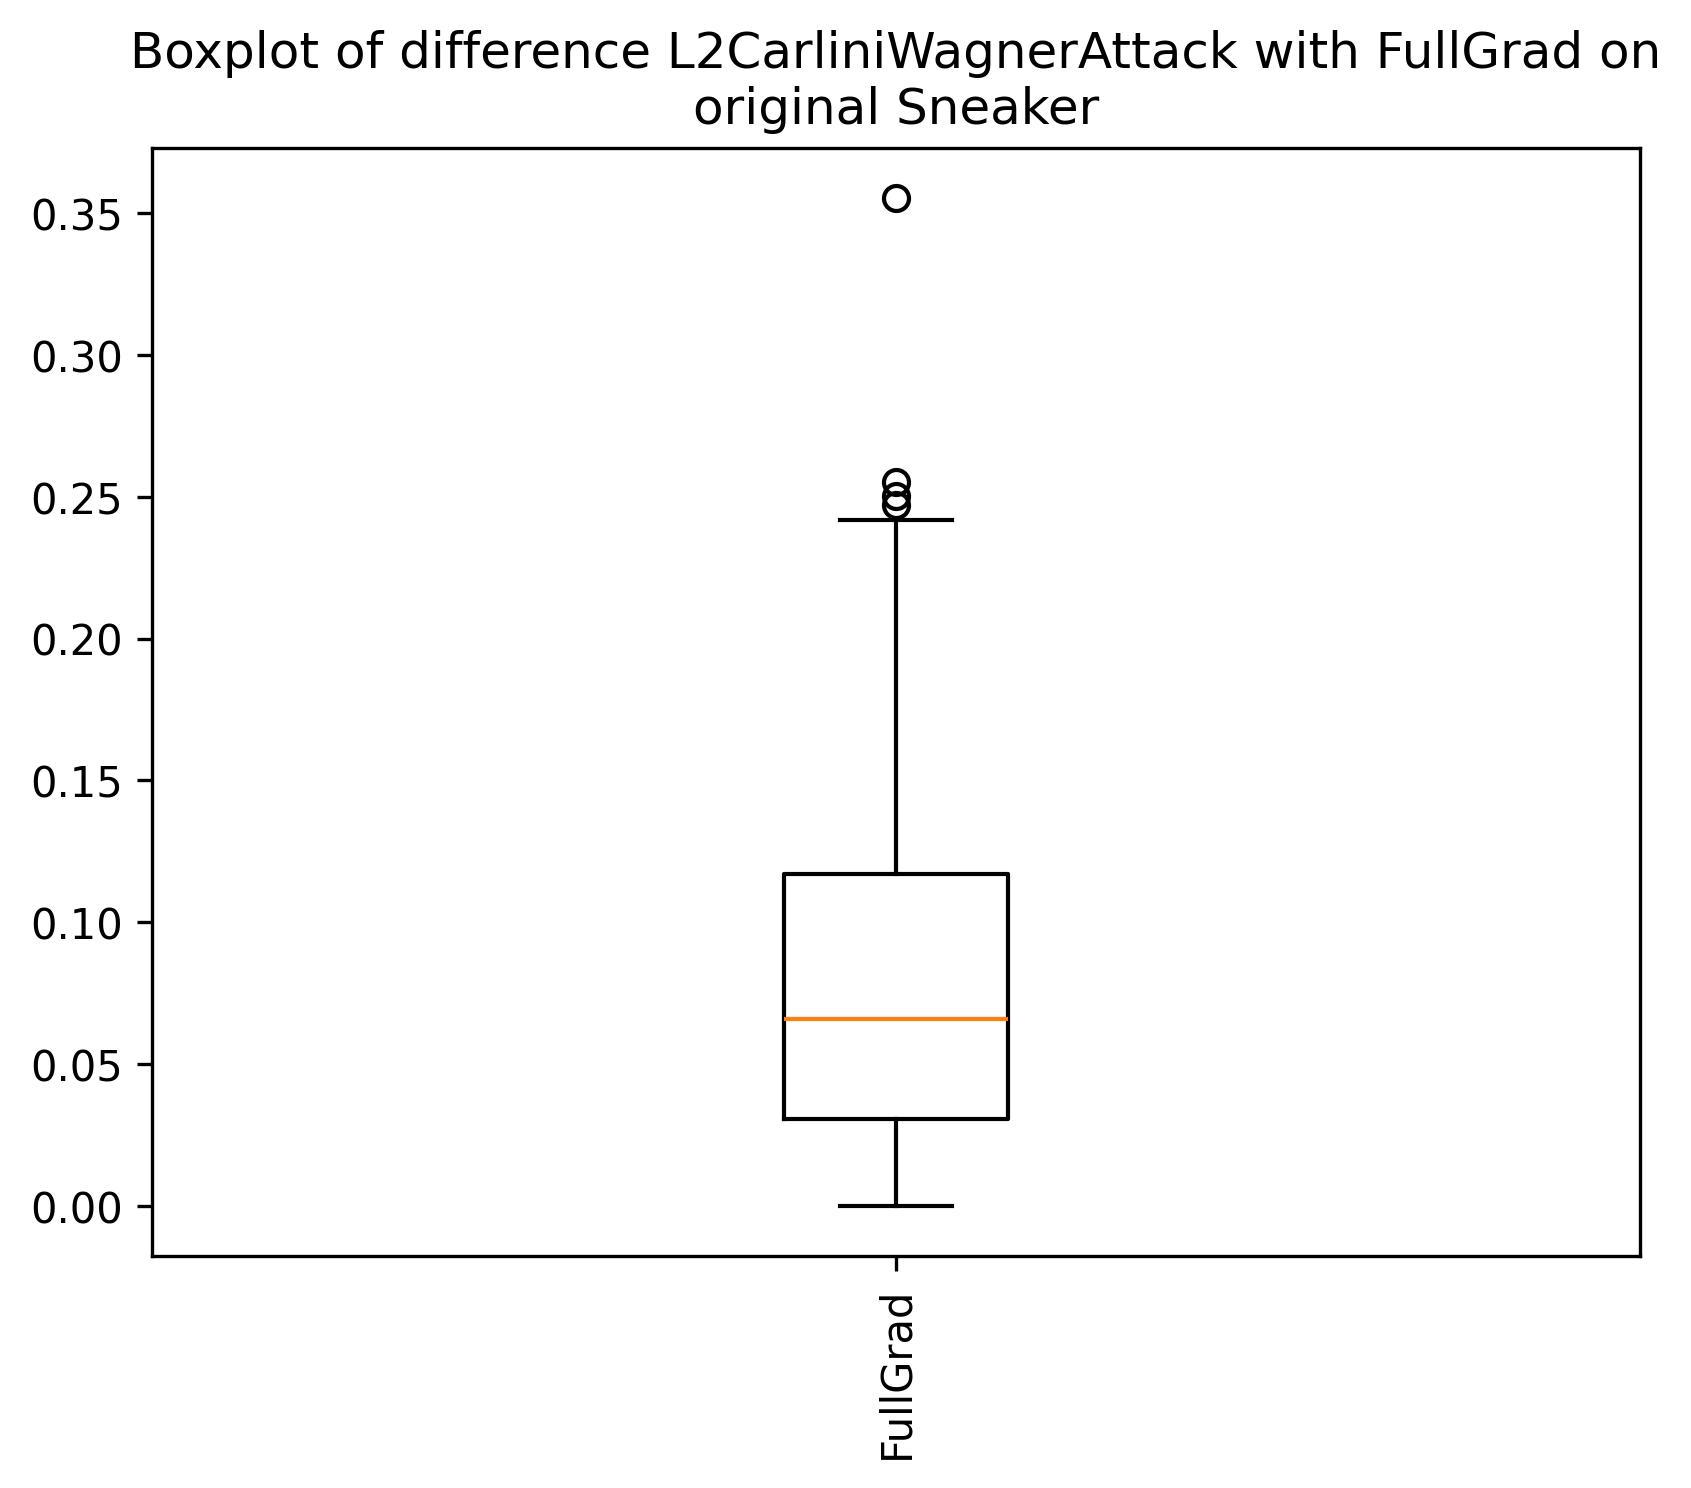 Boxplot of difference L2CarliniWagnerAttack with FullGrad on
original Sneaker
0.35
0.30
0.25
0.20
0.15
0.10
0.05
0.00
FullGrad